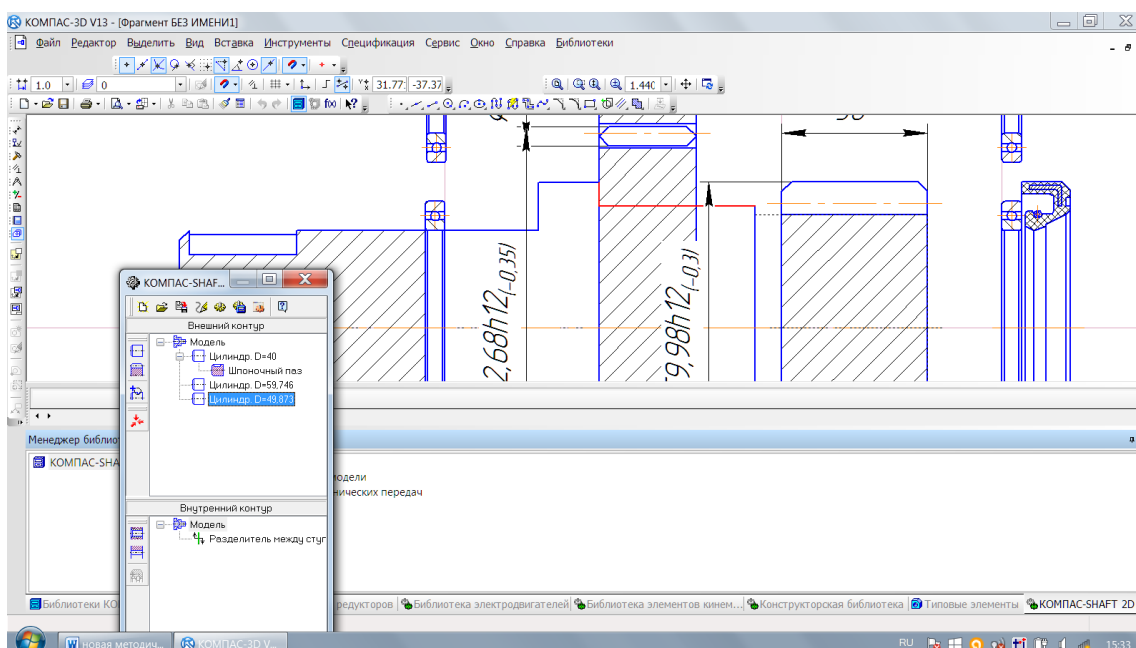 КОМПАС-3D V13 - [Фрагмент БЕЗ ИМЕНИ1]
Файл Редактор Выделить Вид Вставка Инструменты Спецификация Сервис Окно Справка Библиотеки
1.0 0 31.77: -37.37 1.440
2,68h12(-0,35)
9,98h12(-0,3)
КОМПАС-SHAF...
Внешний контур
Модель
Цилиндр. D=40
Шпоночный паз
Цилиндр. D=59,746
Цилиндр. D=49,873
Менеджер библио
КОМПАС-SHA
одели
нических передач
Внутренний контур
Модель
Разделитель между сту
Библиотеки КО редукторов Библиотека электродвигателей Библиотека элементов кинем... Конструкторская библиотека Типовые элементы КОМПАС-SHAFT 2D
новая методич... КОМПАС-3D V... RU 15:33